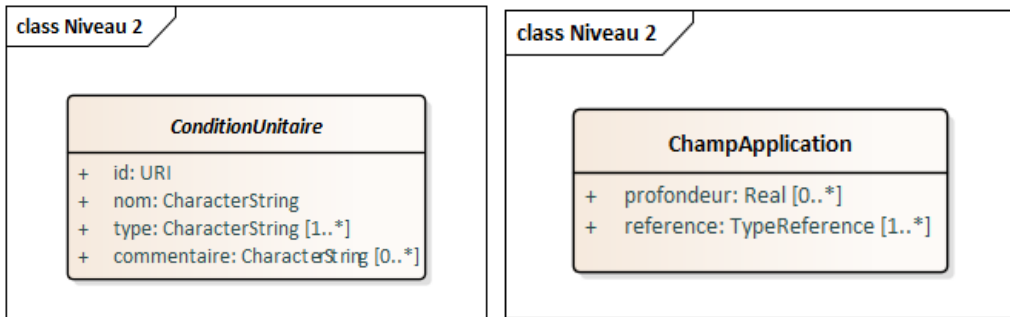 class Niveau 2
ConditionUnitaire
+ id: URI
+ nom: CharacterString
+ type: CharacterString [1..*]
+ commentaire: CharacterString [0..*]
class Niveau 2
ChampApplication
+ profondeur: Real [0..*]
+ reference: TypeReference [1..*]